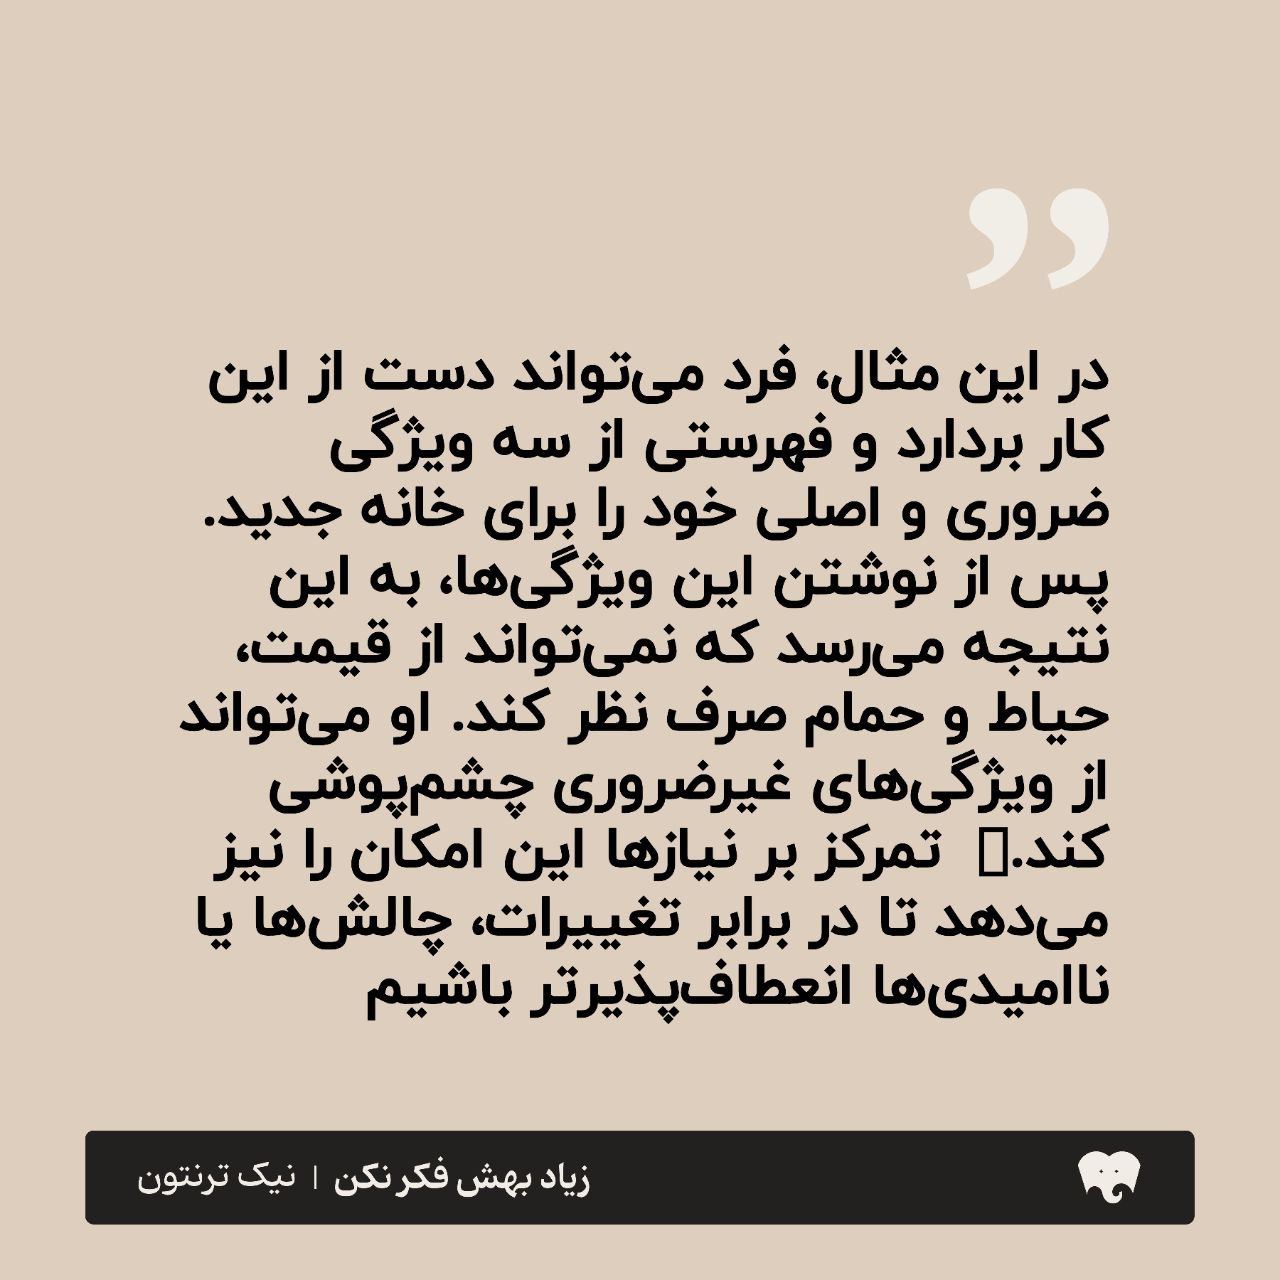 در این مثال، فرد می‌تواند دست از این
کار بردارد و فهرستی از سه ویژگی
ضروری و اصلی خود را برای خانه جدید.
پس از نوشتن این ویژگی‌ها، به این
نتیجه می‌رسد که نمی‌تواند از قیمت،
حیاط و حمام صرف نظر کند. او می‌تواند
از ویژگی‌های غیرضروری چشم‌پوشی
کند. تمرکز بر نیازها این امکان را نیز
می‌دهد تا در برابر تغییرات، چالش‌ها یا
ناامیدی‌ها انعطاف‌پذیرتر باشیم
زیاد بهش فکر نکن | نیک ترنتون